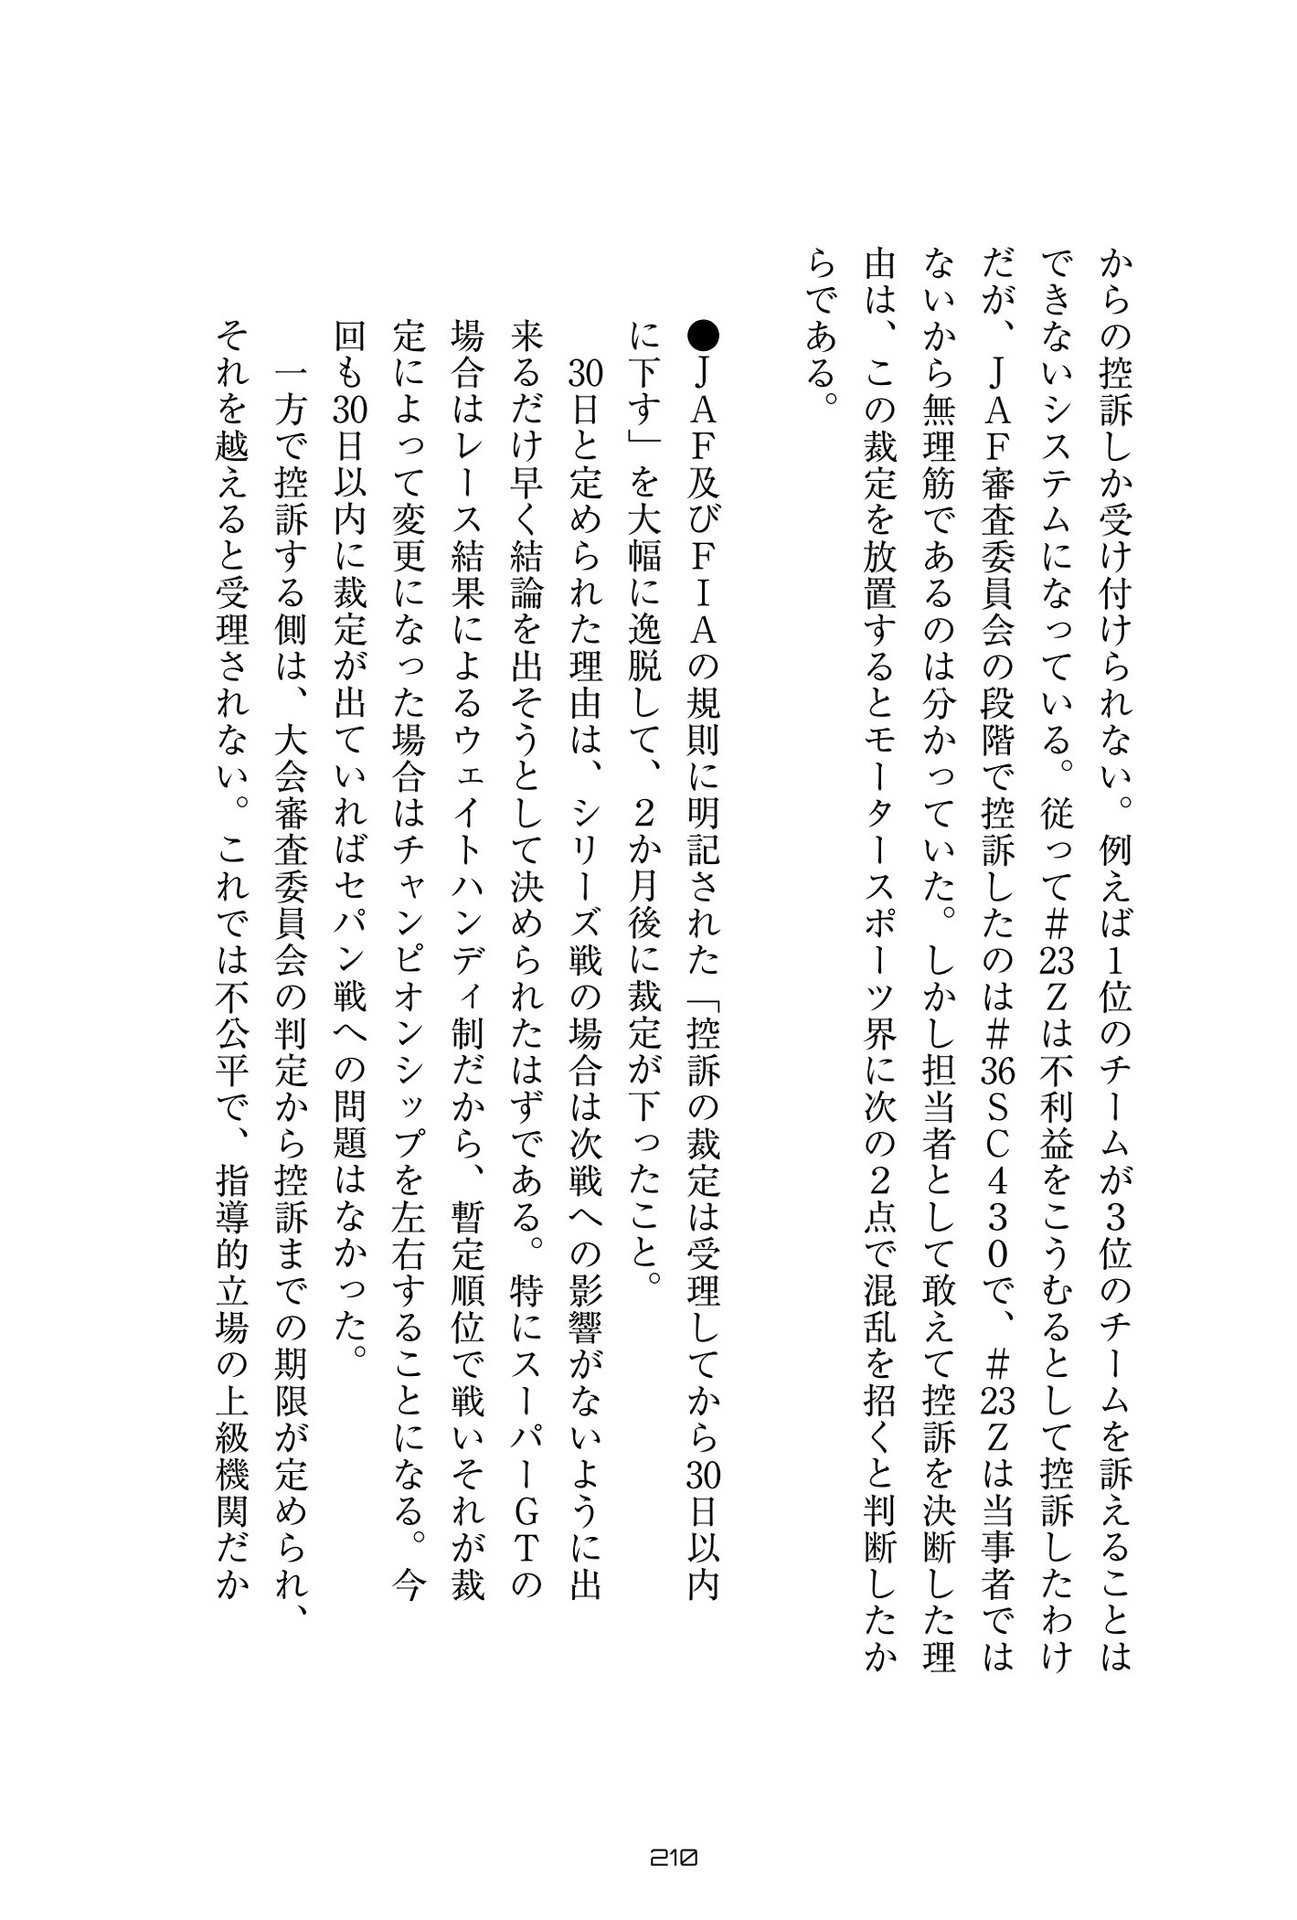 からの控訴しか受け付けられない。例えば１位のチームが３位のチームを訴えることは
できないシステムになっている。従って＃23Ｚは不利益をこうむるとして控訴したわけ
だが、ＪＡＦ審査委員会の段階で控訴したのは＃36ＳＣ４３０で、＃23Ｚは当事者では
ないから無理筋であるのは分かっていた。しかし担当者として敢えて控訴を決断した理
由は、この裁定を放置するとモータースポーツ界に次の２点で混乱を招くと判断したか
らである。
●ＪＡＦ及びＦＩＡの規則に明記された「控訴の裁定は受理してから30日以内
に下す」を大幅に逸脱して、２か月後に裁定が下ったこと。
30日と定められた理由は、シリーズ戦の場合は次戦への影響がないように出
来るだけ早く結論を出そうとして決められたはずである。特にスーパーＧＴの
場合はレース結果によるウェイトハンディ制だから、暫定順位で戦いそれが裁
定によって変更になった場合はチャンピオンシップを左右することになる。今
回も30日以内に裁定が出ていればセパン戦への問題はなかった。
一方で控訴する側は、大会審査委員会の判定から控訴までの期限が定められ、
それを越えると受理されない。これでは不公平で、指導的立場の上級機関だか
210